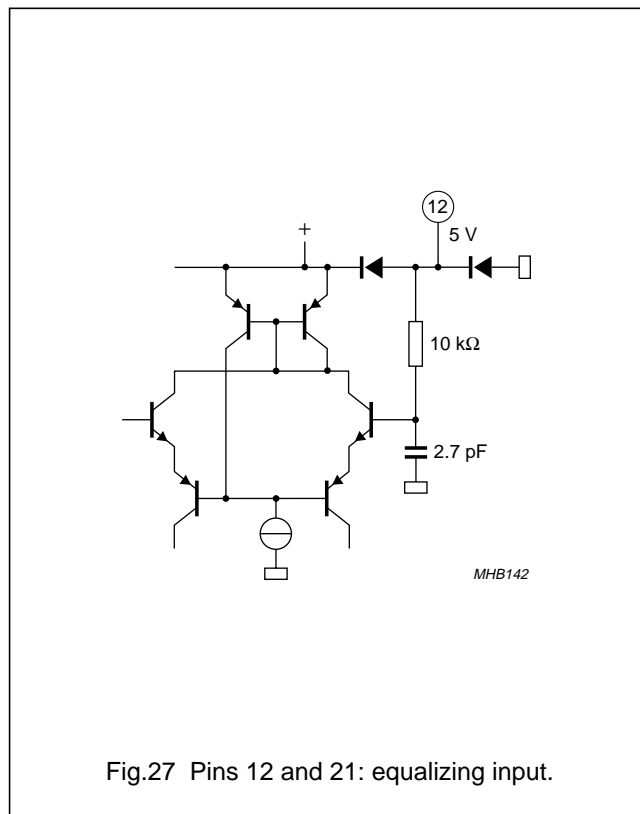 +
12
5 V
10 kΩ
2.7 pF
MHB142
Fig.27 Pins 12 and 21: equalizing input.